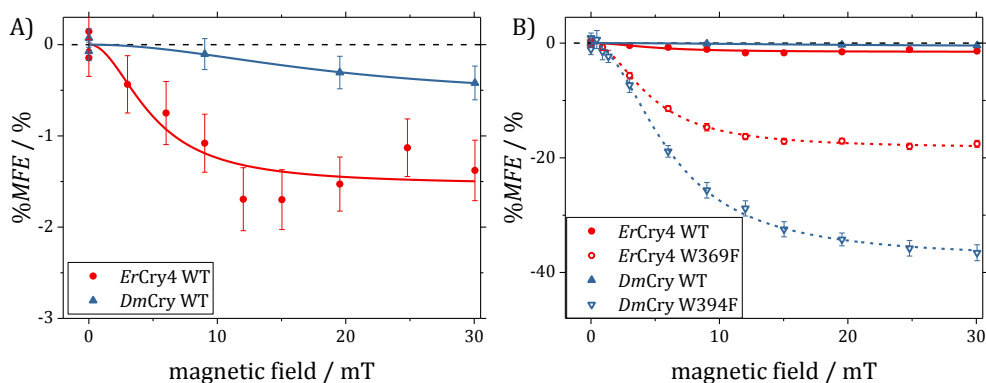 A)
0
-1
-2
-3
%MFE / %
ErCry4 WT
DmCry WT
0
10
20
30
magnetic field / mT
B)
0
-20
-40
%MFE / %
ErCry4 WT
ErCry4 W369F
DmCry WT
DmCry W394F
0
10
20
30
magnetic field / mT